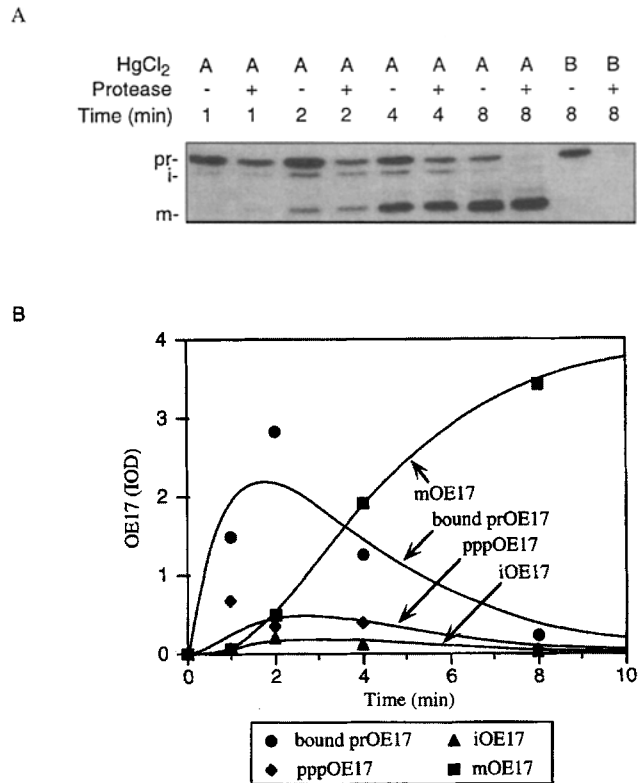 A
HgCl2 A A A A A A A A B B
Protease - + - + - + - + - +
Time (min) 1 1 2 2 4 4 8 8 8 8
pr-
i-
m-
B
4
3
2
1
0
OE17 (IOD)
mOE17
bound prOE17
pppOE17
iOE17
0 2 4 6 8 10
Time (min)
bound prOE17 iOE17
pppOE17 mOE17